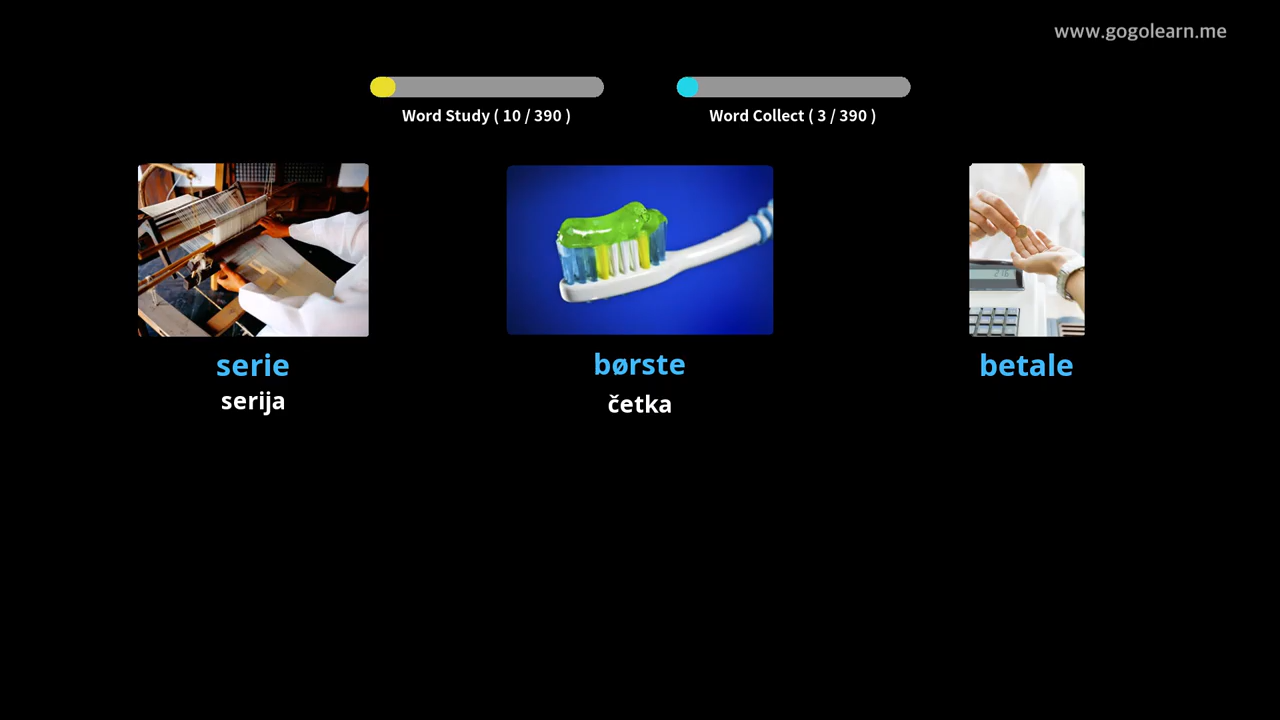 www.gogolearn.me
Word Study ( 10 / 390 )
Word Collect ( 3 / 390 )
serie
serija
børste
četka
betale